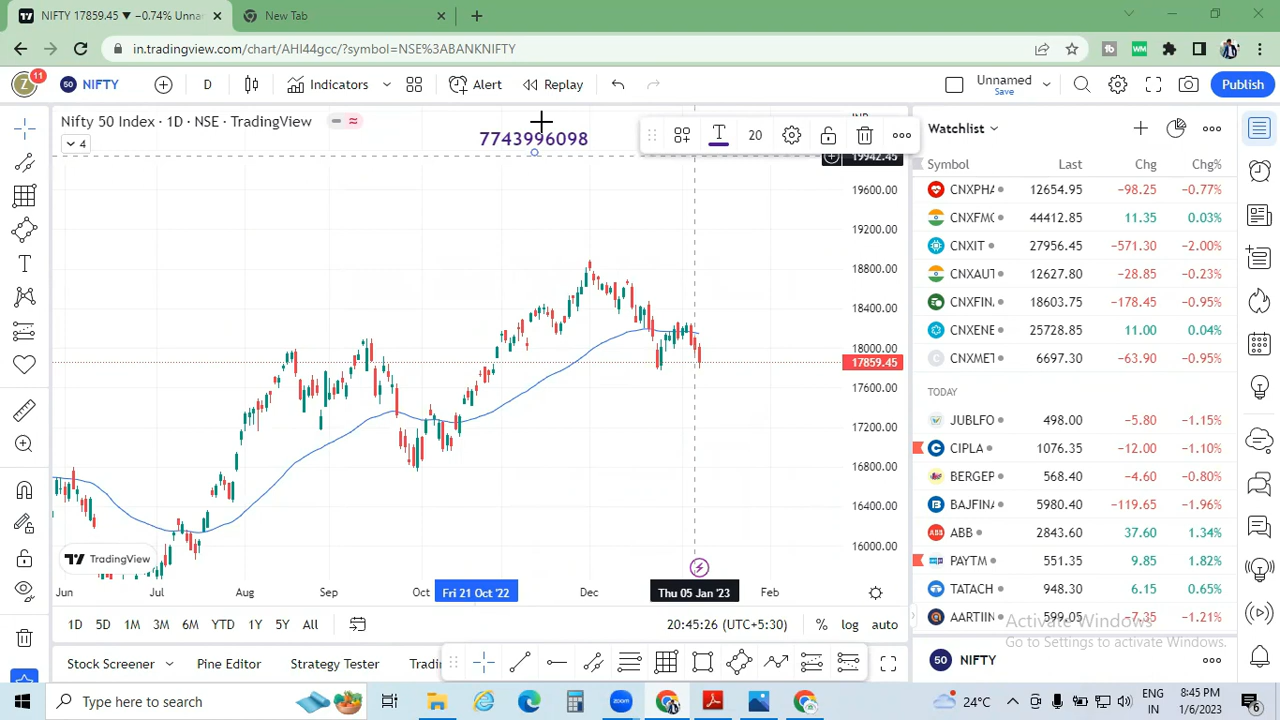 NIFTY 17859.45 ▼ −0.74% Unna
New Tab
in.tradingview.com/chart/AHI44gcc/?symbol=NSE%3ABANKNIFTY
Z 11
50 NIFTY
D
Indicators
Alert
Replay
Unnamed
Save
Publish
Nifty 50 Index · 1D · NSE · TradingView
4
7743996098
20
Watchlist
Symbol Last Chg Chg%
CNXPHA 12654.95 −98.25 −0.77%
CNXFMC 44412.85 11.35 0.03%
CNXIT 27956.45 −571.30 −2.00%
CNXAUT 12627.80 −28.85 −0.23%
CNXFIN 18603.75 −178.45 −0.95%
CNXENE 25728.85 11.00 0.04%
CNXMET 6697.30 −63.90 −0.95%
TODAY
JUBLFO 498.00 −5.80 −1.15%
CIPLA 1076.35 −12.00 −1.10%
BERGEP 568.40 −4.60 −0.80%
BAJFIN 5980.40 −119.65 −1.96%
ABB 2843.60 37.60 1.34%
PAYTM 551.35 9.85 1.82%
TATACH 948.30 6.15 0.65%
AARTIIN 599.05 −7.35 −1.21%
50 NIFTY
19942.45
19600.00
19200.00
18800.00
18400.00
18000.00
17859.45
17600.00
17200.00
16800.00
16400.00
16000.00
TradingView
Jun Jul Aug Sep Oct Fri 21 Oct '22 Dec Thu 05 Jan '23 Feb
1D 5D 1M 3M 6M YTD 1Y 5Y All
20:45:26 (UTC+5:30) % log auto
Stock Screener Pine Editor Strategy Tester Tradi
Activate Windows
Go to Settings to activate Windows.
Type here to search
24°C
ENG
IN
8:45 PM
1/6/2023
6